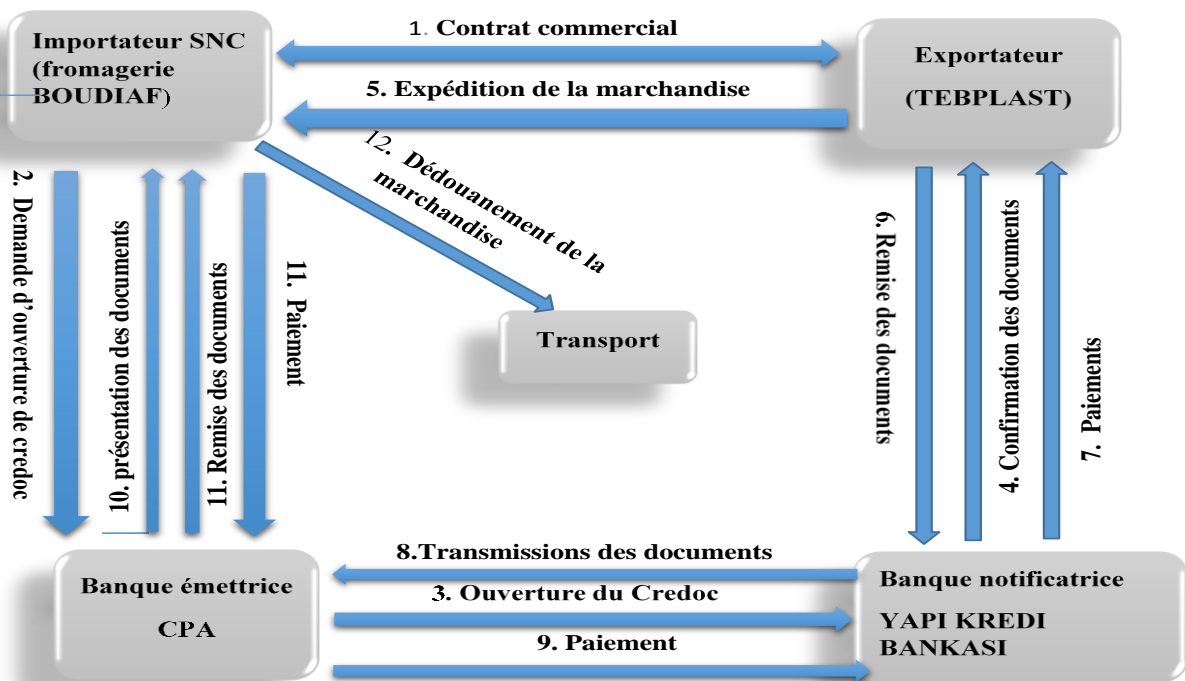 1. Contrat commercial
Importateur SNC
(fromagerie
BOUDIAF)
Exportateur
(TEBPLAST)
5. Expédition de la marchandise
12. Dédouanement de la
marchandise
2. Demande d'ouverture de credoc
10. présentation des documents
11. Remise des documents
11. Paiement
6. Remise des documents
4. Confirmation des documents
7. Paiements
Transport
8.Transmissions des documents
Banque émettrice
CPA
3. Ouverture du Credoc
9. Paiement
Banque notificatrice
YAPI KREDI
BANKASI